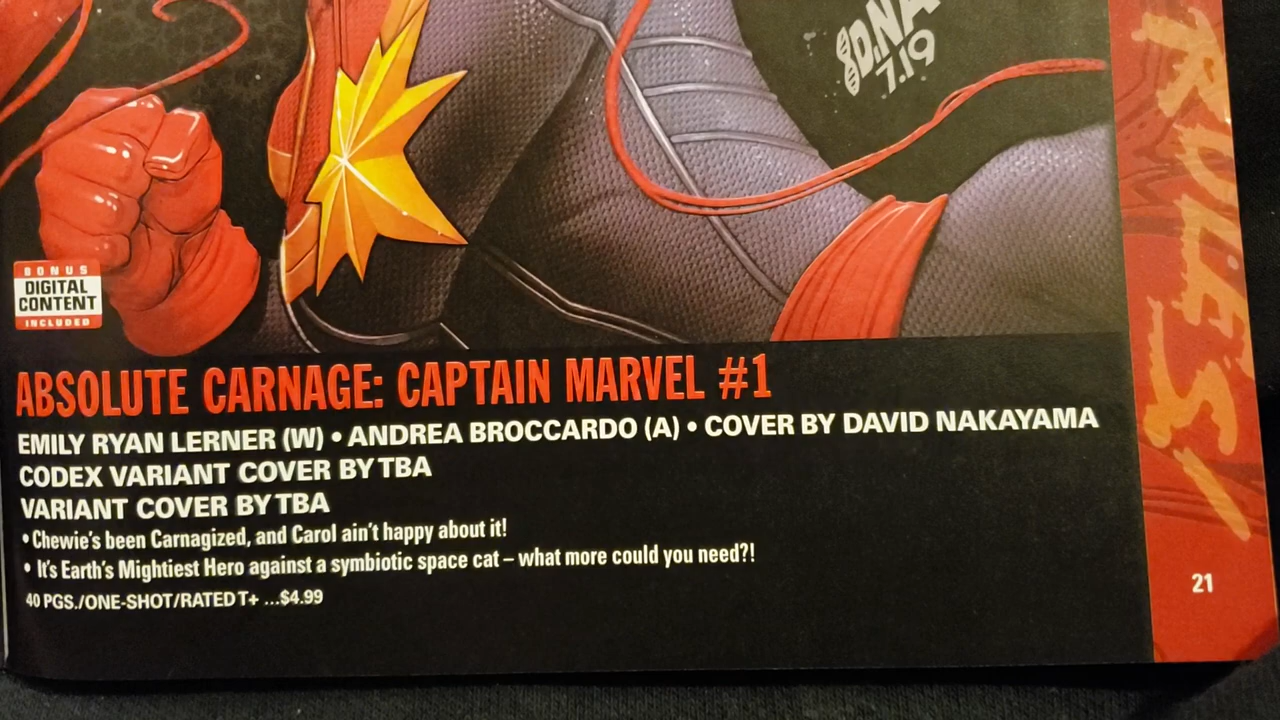 D.NA
7.19
RULES!
BONUS
DIGITAL
CONTENT
INCLUDED
ABSOLUTE CARNAGE: CAPTAIN MARVEL #1
EMILY RYAN LERNER (W) • ANDREA BROCCARDO (A) • COVER BY DAVID NAKAYAMA
CODEX VARIANT COVER BY TBA
VARIANT COVER BY TBA
• Chewie's been Carnagized, and Carol ain't happy about it!
• It's Earth's Mightiest Hero against a symbiotic space cat – what more could you need?!
40 PGS./ONE-SHOT/RATED T+ ...$4.99
21